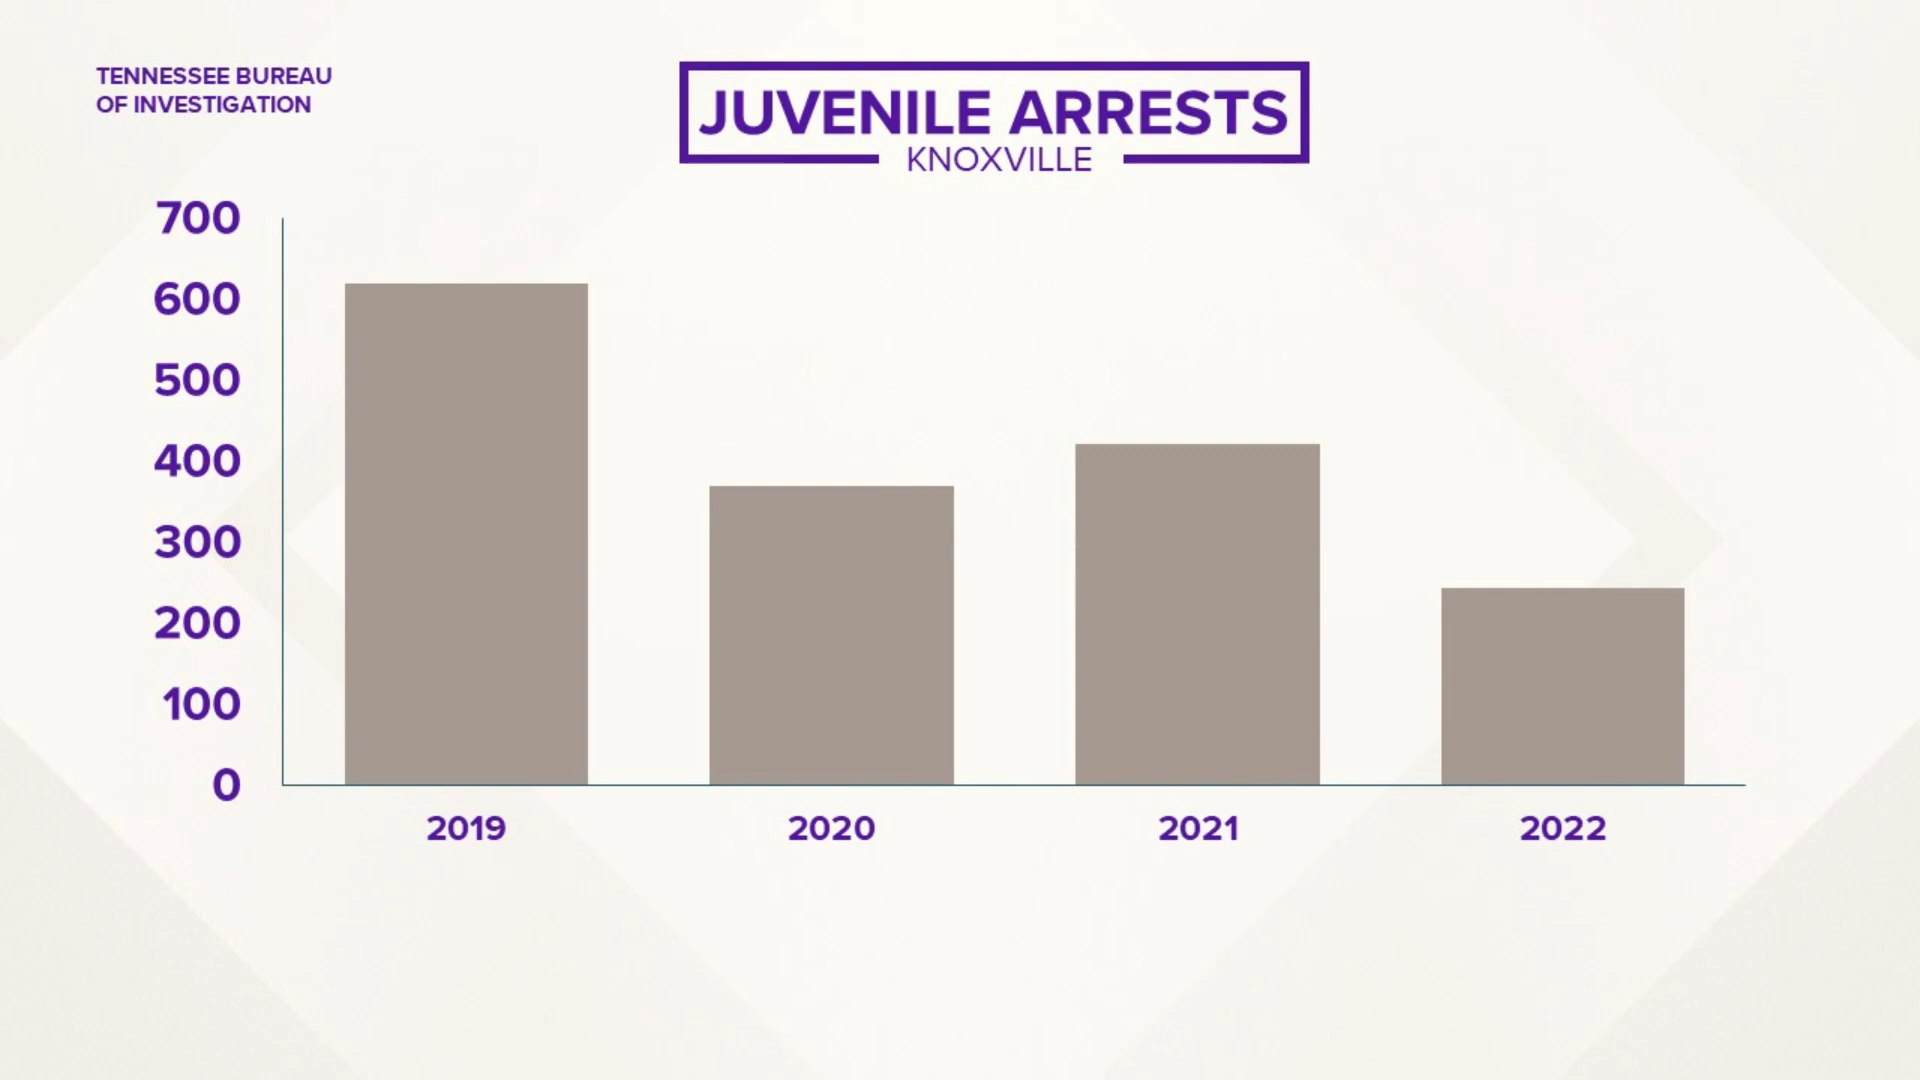 TENNESSEE BUREAU
OF INVESTIGATION
JUVENILE ARRESTS
KNOXVILLE
700
600
500
400
300
200
100
0
2019 2020 2021 2022